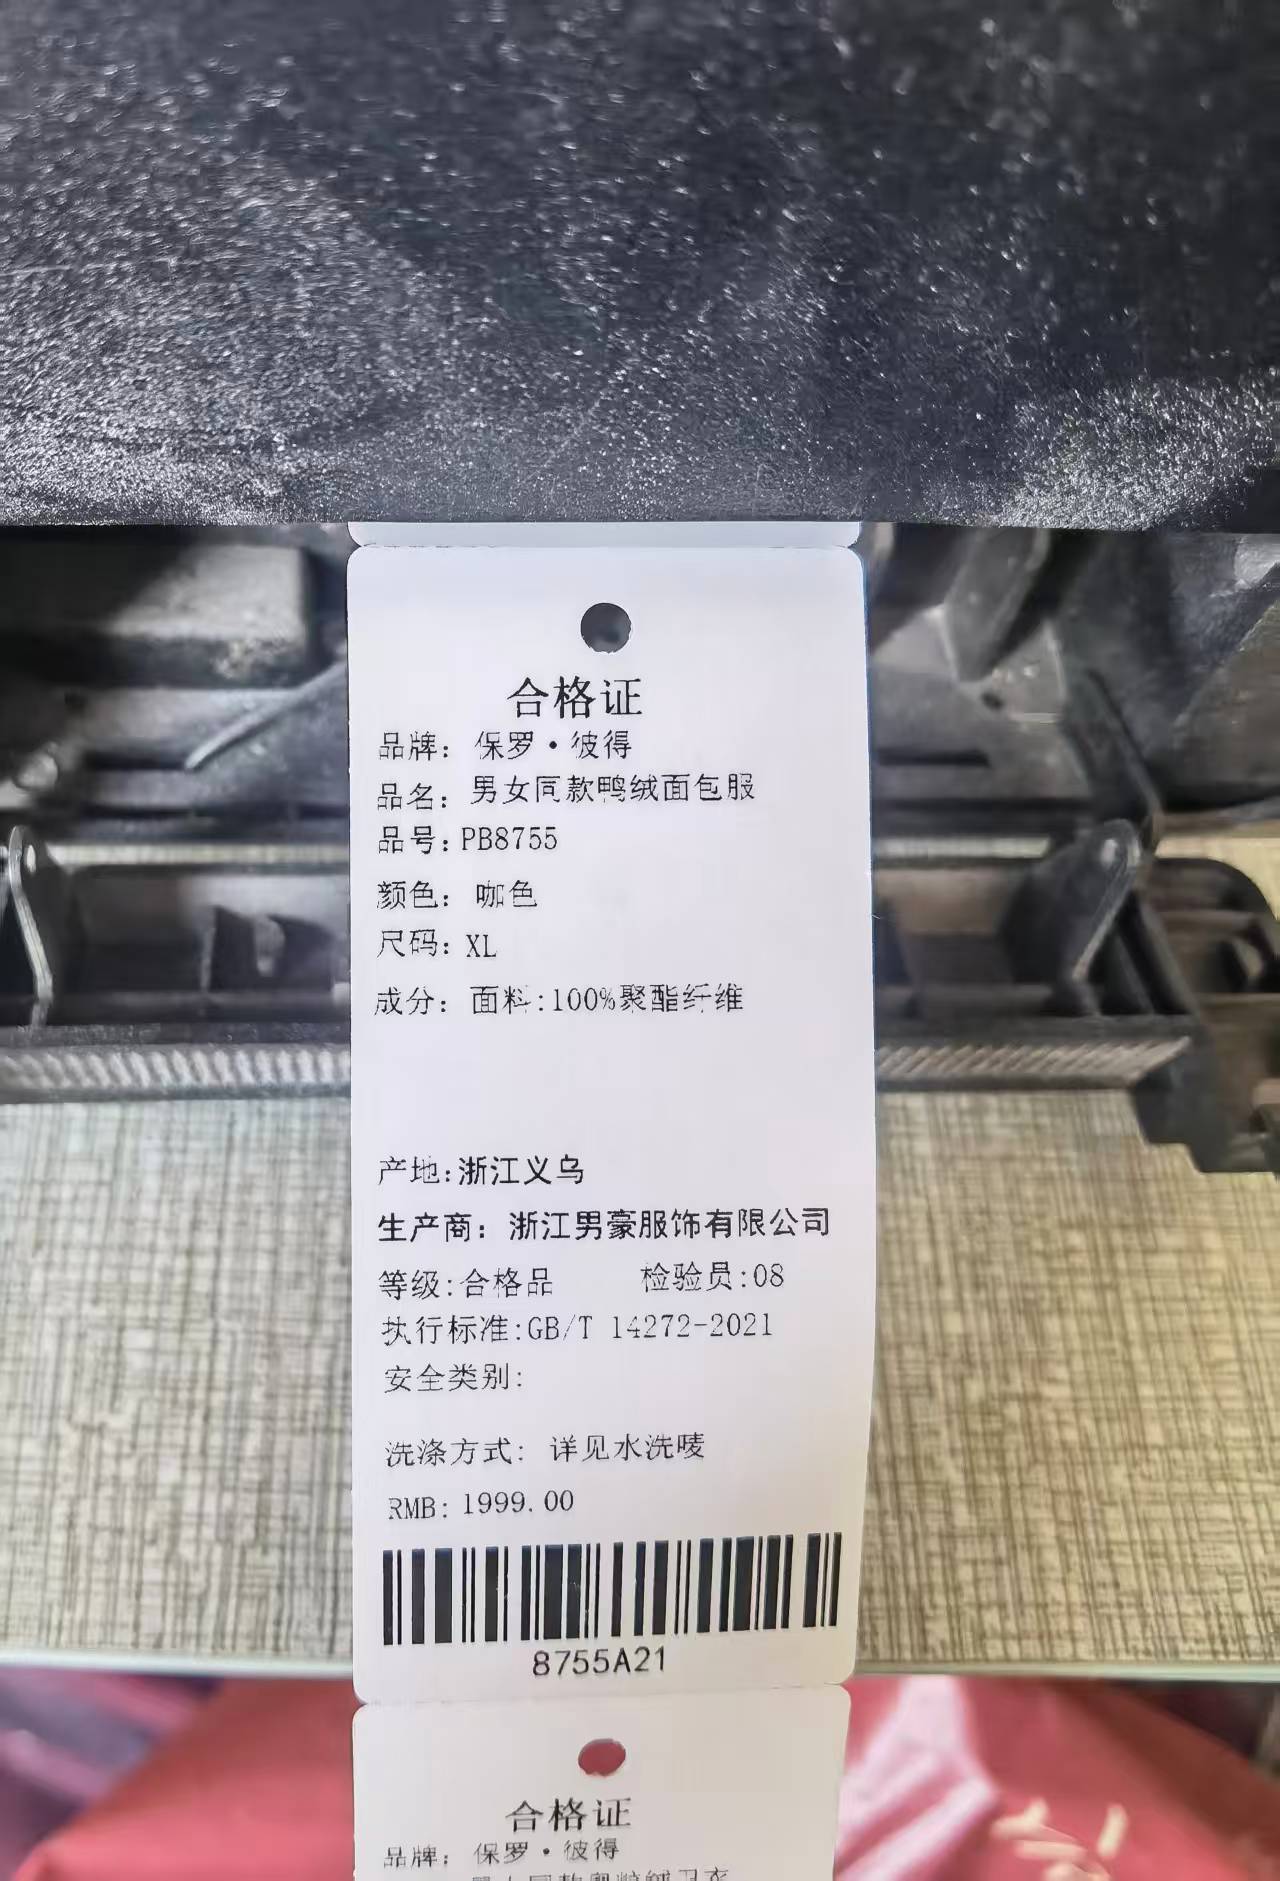 合格证
品牌: 保罗·彼得
品名: 男女同款鸭绒面包服
品号: PB8755
颜色: 咖色
尺码: XL
成分: 面料:100%聚酯纤维
产地:浙江义乌
生产商: 浙江男豪服饰有限公司
等级:合格品 检验员:08
执行标准:GB/T 14272-2021
安全类别:
洗涤方式: 详见水洗唛
RMB: 1999.00
8755A21
合格证
品牌: 保罗·彼得